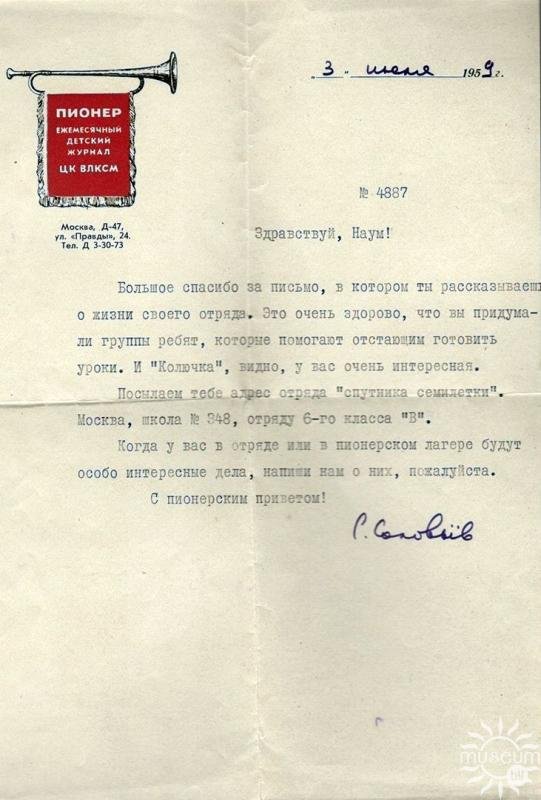 "3" июля 1959 г.
ПИОНЕР
ЕЖЕМЕСЯЧНЫЙ
ДЕТСКИЙ
ЖУРНАЛ
ЦК ВЛКСМ
Москва, Д-47,
ул. «Правды», 24.
Тел. Д 3-30-73
№ 4887
Здравствуй, Наум!
Большое спасибо за письмо, в котором ты рассказываешь
о жизни своего отряда. Это очень здорово, что вы придума-
ли группы ребят, которые помогают отстающим готовить
уроки. И "Колючка", видно, у вас очень интересная.
Посылаем тебе адрес отряда "спутника семилетки".
Москва, школа № 348, отряду 6-го класса "В".
Когда у вас в отряде или в пионерском лагере будут
особо интересные дела, напиши нам о них, пожалуйста.
С пионерским приветом!
С. Соловьёв
museum
by